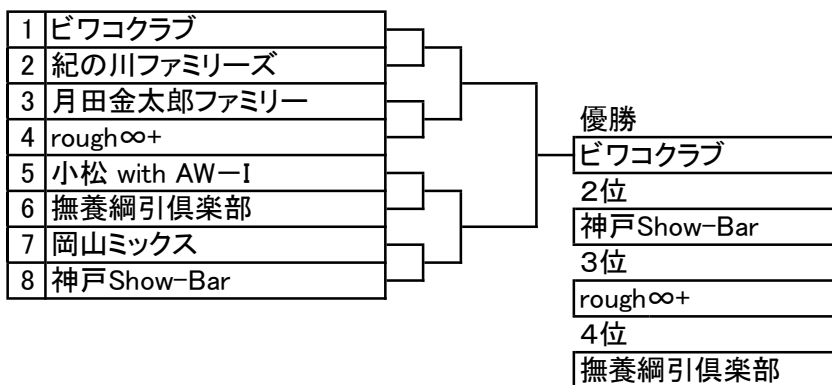 1 ビワコクラブ
2 紀の川ファミリーズ
3 月田金太郎ファミリー
4 rough∞+
5 小松 with AW－I
6 撫養綱引倶楽部
7 岡山ミックス
8 神戸Show-Bar
優勝
ビワコクラブ
２位
神戸Show-Bar
３位
rough∞+
４位
撫養綱引倶楽部